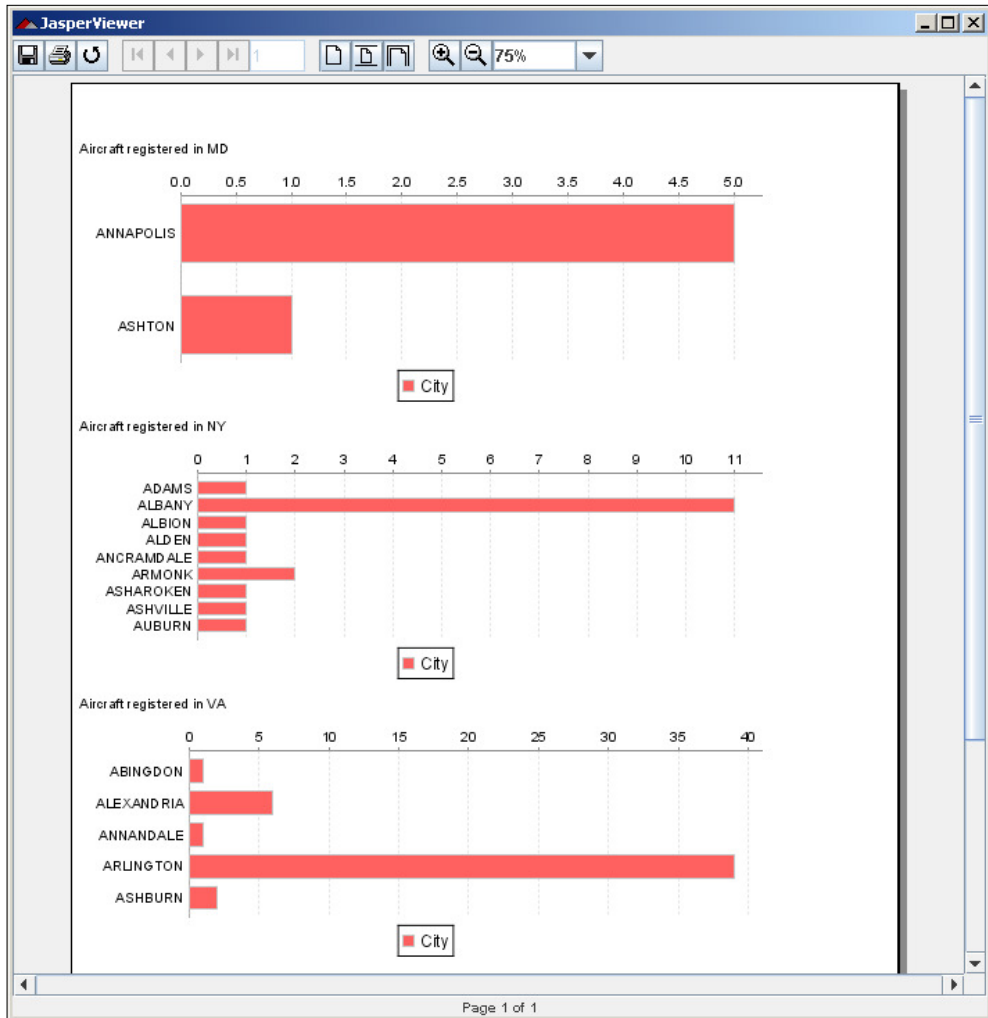 JasperViewer
1
75%
Aircraft registered in MD
0.0 0.5 1.0 1.5 2.0 2.5 3.0 3.5 4.0 4.5 5.0
ANNAPOLIS
ASHTON
City
Aircraft registered in NY
0 1 2 3 4 5 6 7 8 9 10 11
ADAMS
ALBANY
ALBION
ALDEN
ANCRAMDALE
ARMONK
ASHAROKEN
ASHVILLE
AUBURN
City
Aircraft registered in VA
0 5 10 15 20 25 30 35 40
ABINGDON
ALEXANDRIA
ANNANDALE
ARLINGTON
ASHBURN
City
Page 1 of 1